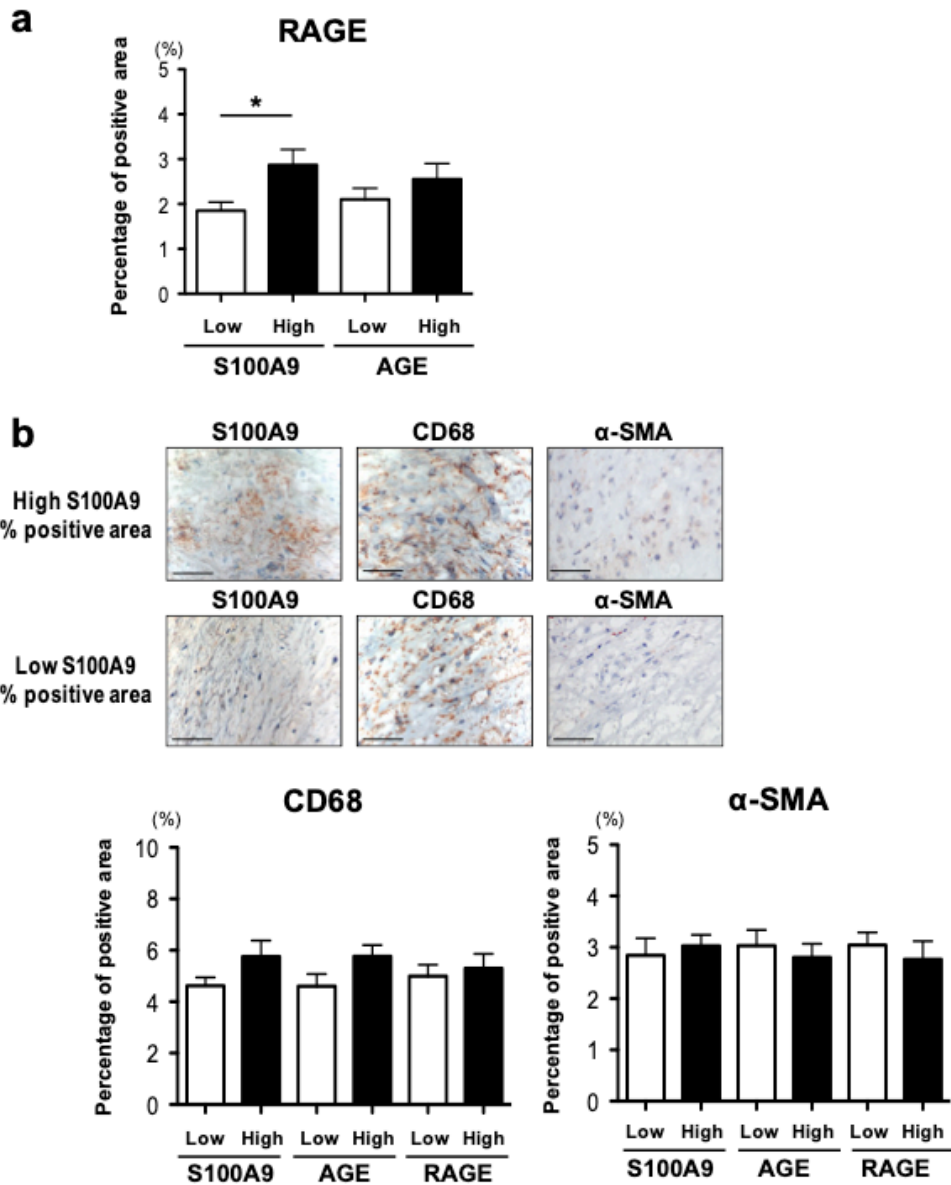 a
RAGE
(%)
Percentage of positive area
5
4
3
2
1
0
*
Low High Low High
S100A9 AGE
b
S100A9 CD68 α-SMA
High S100A9
% positive area
S100A9 CD68 α-SMA
Low S100A9
% positive area
CD68
(%)
Percentage of positive area
10
8
6
4
2
0
Low High Low High Low High
S100A9 AGE RAGE
α-SMA
(%)
Percentage of positive area
5
4
3
2
1
0
Low High Low High Low High
S100A9 AGE RAGE